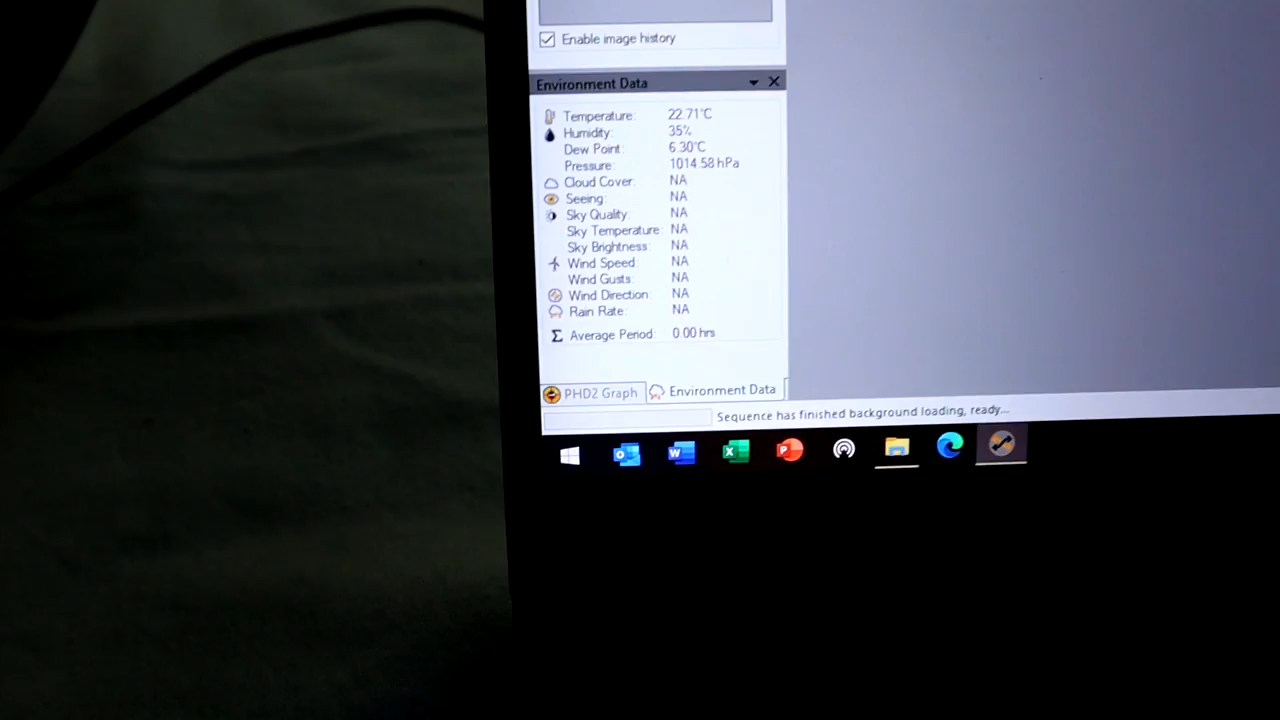 Enable image history
Environment Data
Temperature: 22.71°C
Humidity: 35%
Dew Point: 6.30°C
Pressure: 1014.58 hPa
Cloud Cover: NA
Seeing: NA
Sky Quality: NA
Sky Temperature: NA
Sky Brightness: NA
Wind Speed: NA
Wind Gusts: NA
Wind Direction: NA
Rain Rate: NA
Σ Average Period: 0.00 hrs
PHD2 Graph Environment Data
Sequence has finished background loading, ready...
O W X P